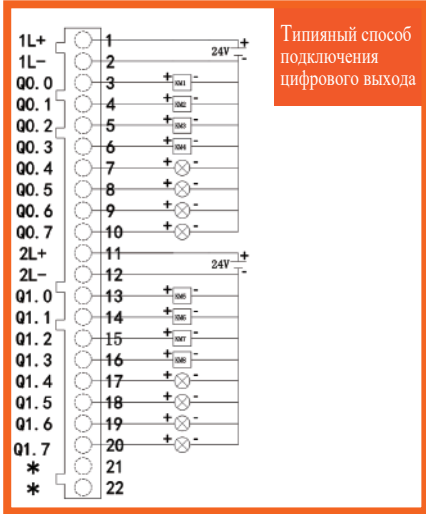 Типияный способ
подключения
цифрового выхода
1L+ 1 +
24V
1L- 2 -
Q0.0 3 + KM1 -
Q0.1 4 + KM2 -
Q0.2 5 + KM3 -
Q0.3 6 + KM4 -
Q0.4 7 + -
Q0.5 8 + -
Q0.6 9 + -
Q0.7 10 + -
2L+ 11 +
24V
2L- 12 -
Q1.0 13 + KM5 -
Q1.1 14 + KM6 -
Q1.2 15 + KM7 -
Q1.3 16 + KM8 -
Q1.4 17 + -
Q1.5 18 + -
Q1.6 19 + -
Q1.7 20 + -
* 21
* 22